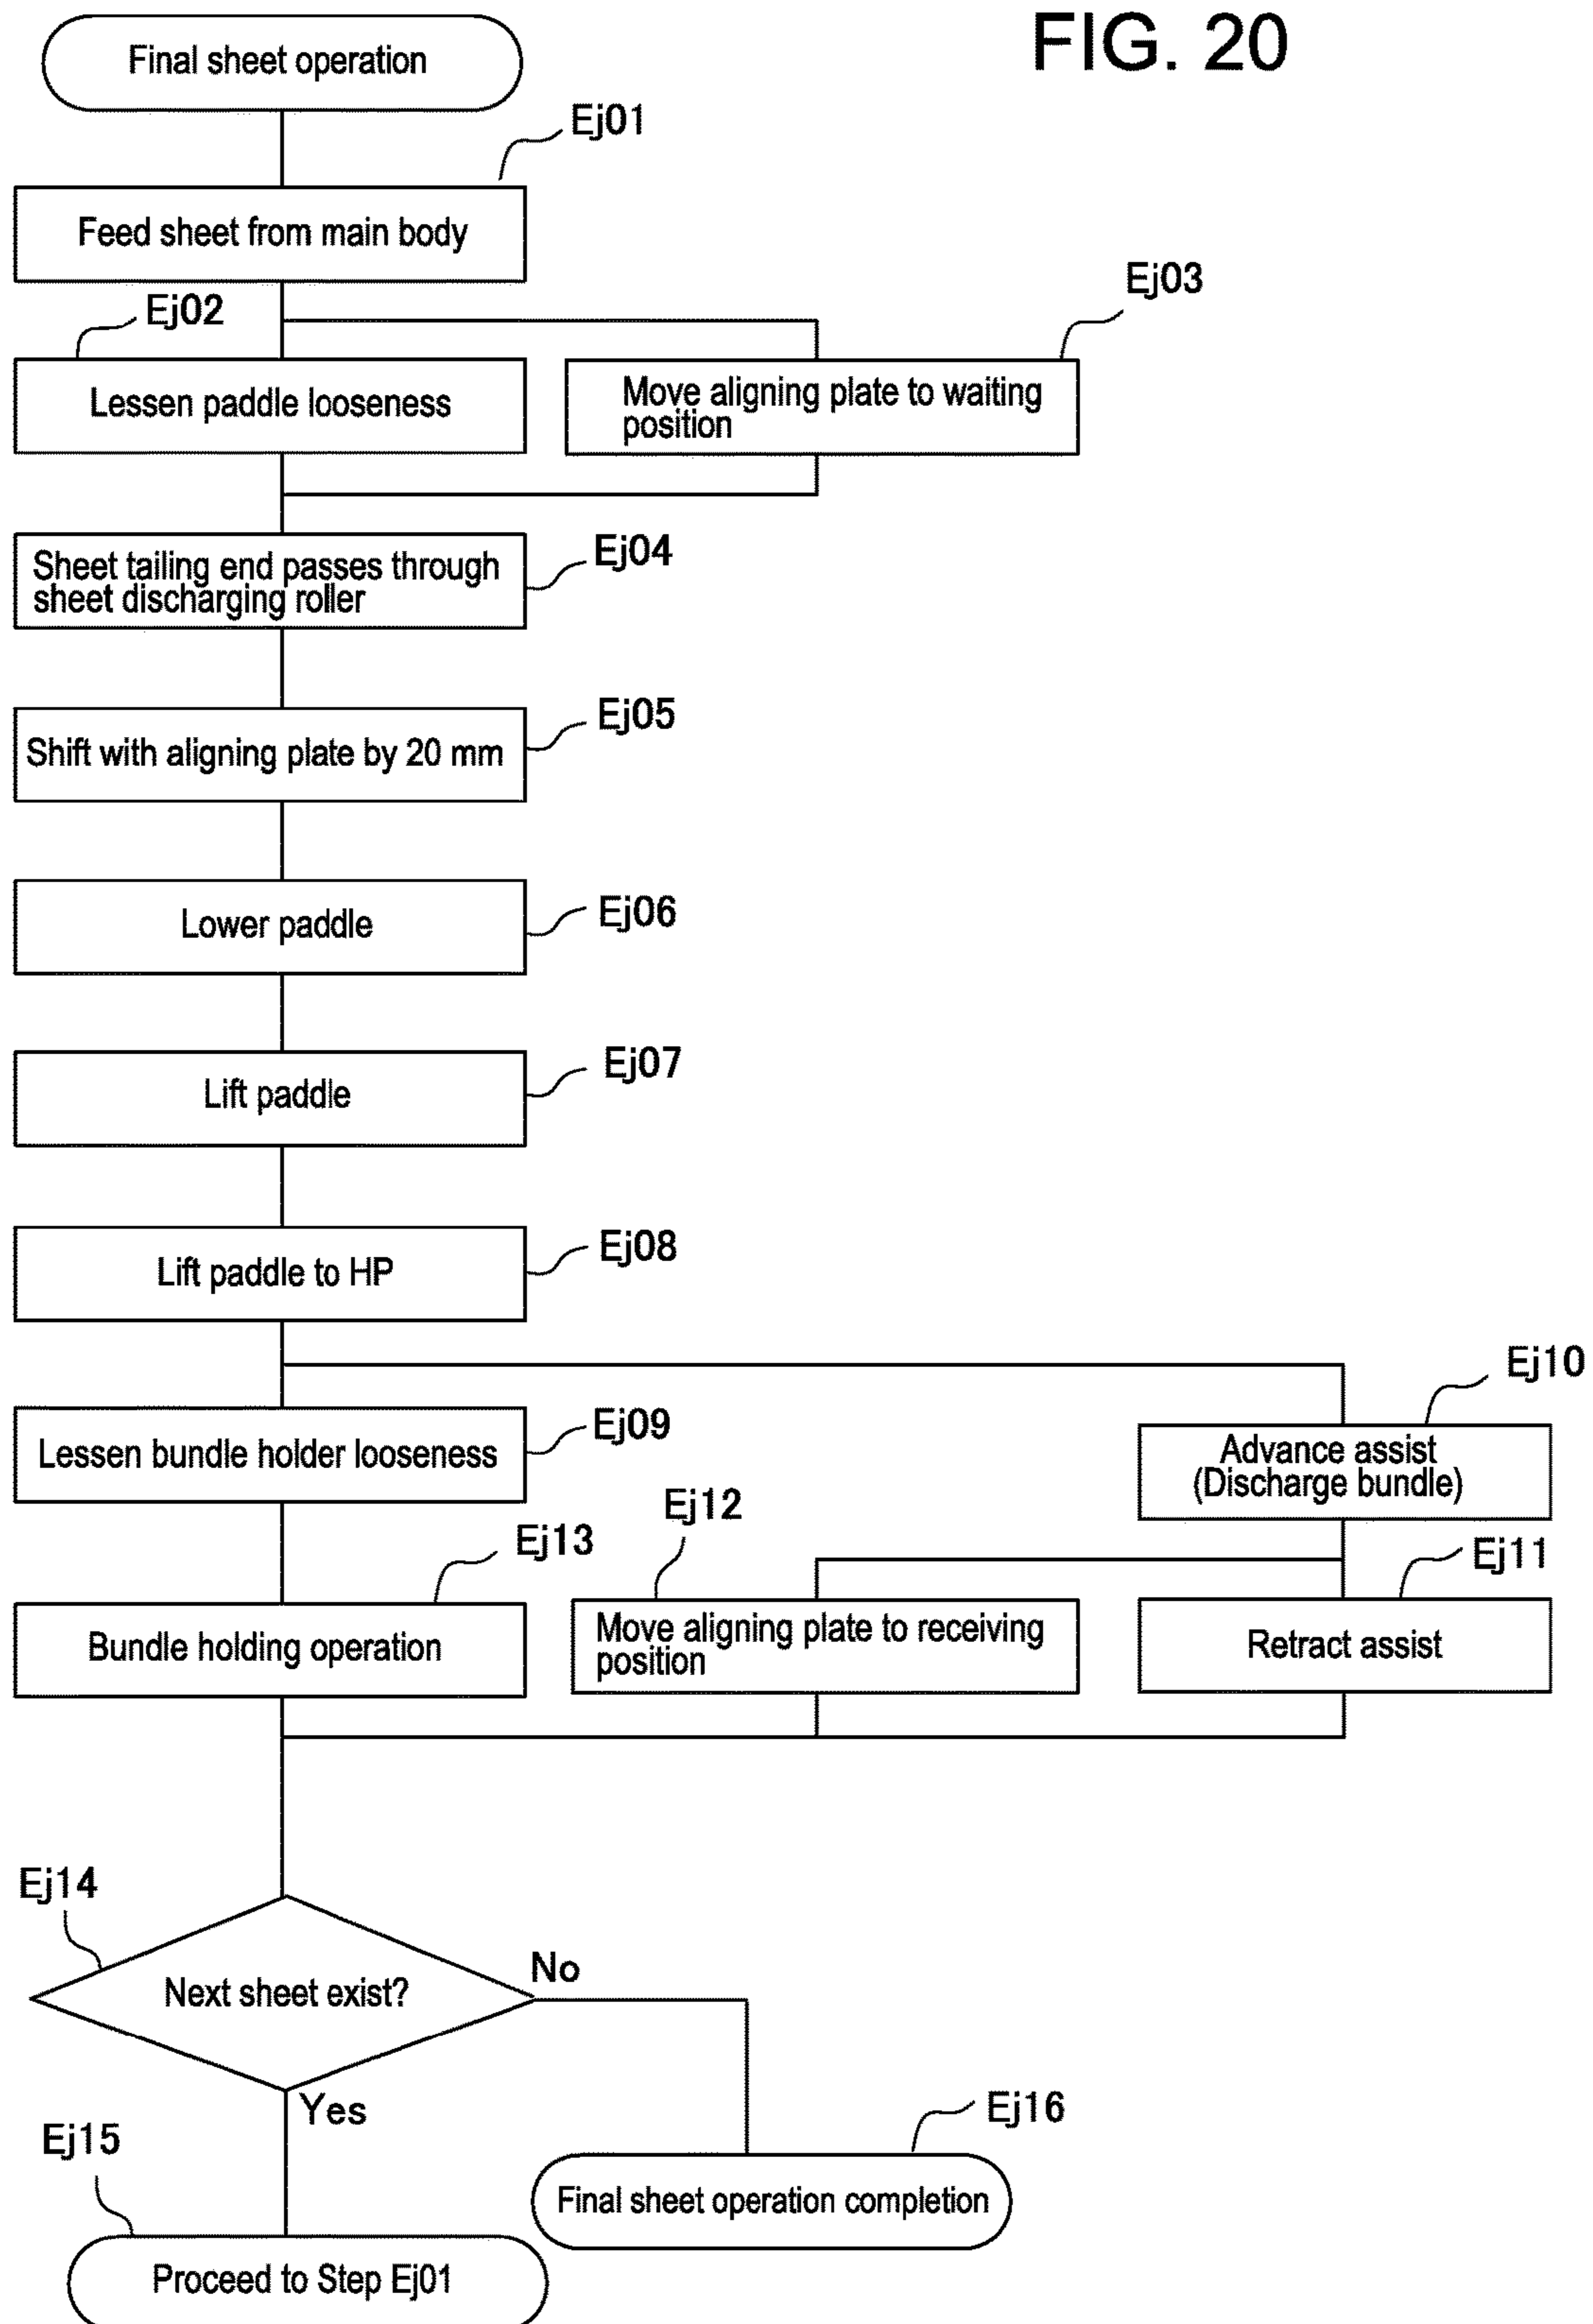 FIG. 20
Final sheet operation
Ej01
Feed sheet from main body
Ej02
Ej03
Lessen paddle looseness
Move aligning plate to waiting
position
Sheet tailing end passes through
sheet discharging roller
Ej04
Ej05
Shift with aligning plate by 20 mm
Ej06
Lower paddle
Ej07
Lift paddle
Ej08
Lift paddle to HP
Ej09
Lessen bundle holder looseness
Ej10
Advance assist
(Discharge bundle)
Ej13
Ej12
Ej11
Bundle holding operation
Move aligning plate to receiving
position
Retract assist
Ej14
Next sheet exist?
No
Yes
Ej15
Ej16
Final sheet operation completion
Proceed to Step Ej01